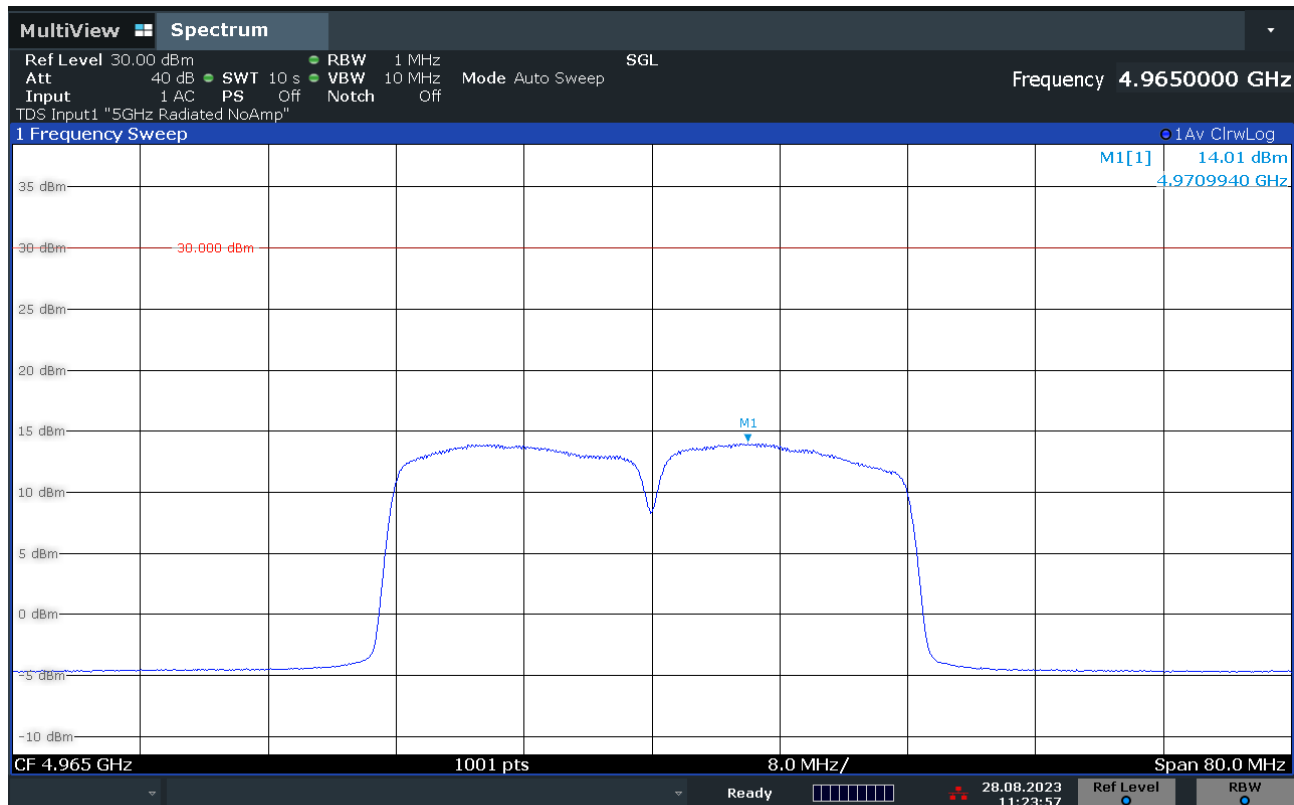 MultiView Spectrum
Ref Level 30.00 dBm RBW 1 MHz SGL
Att 40 dB SWT 10 s VBW 10 MHz Mode Auto Sweep
Input 1 AC PS Off Notch Off
Frequency 4.9650000 GHz
TDS Input1 "5GHz Radiated NoAmp"
1 Frequency Sweep 1Av ClrwLog
M1[1] 14.01 dBm
4.9709940 GHz
35 dBm
30 dBm 30.000 dBm
25 dBm
20 dBm
M1
15 dBm
10 dBm
5 dBm
0 dBm
-5 dBm
-10 dBm
CF 4.965 GHz 1001 pts 8.0 MHz/ Span 80.0 MHz
Ready 28.08.2023 Ref Level RBW
11:23:57